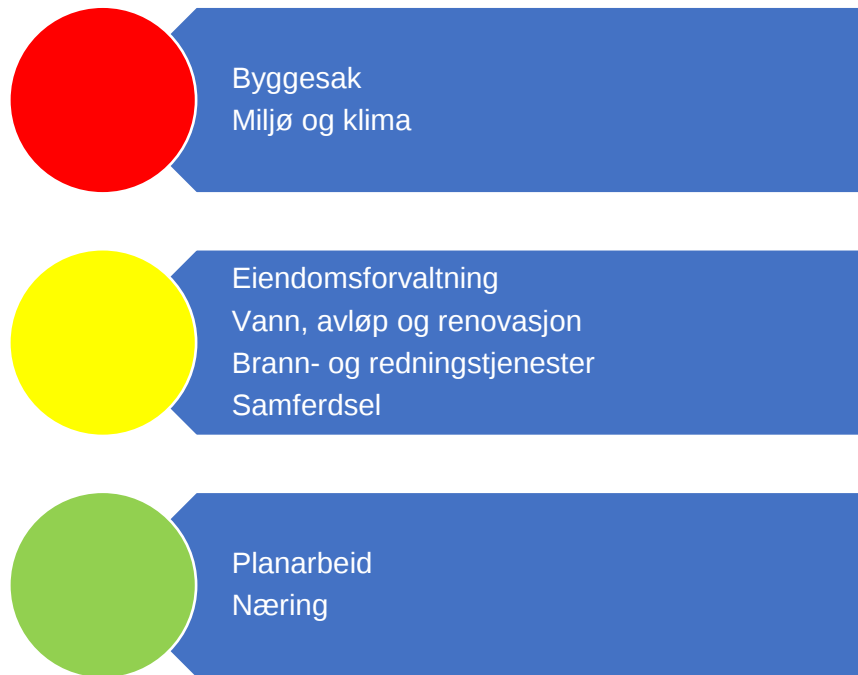 Byggesak
Miljø og klima
Eiendomsforvaltning
Vann, avløp og renovasjon
Brann- og redningstjenester
Samferdsel
Planarbeid
Næring